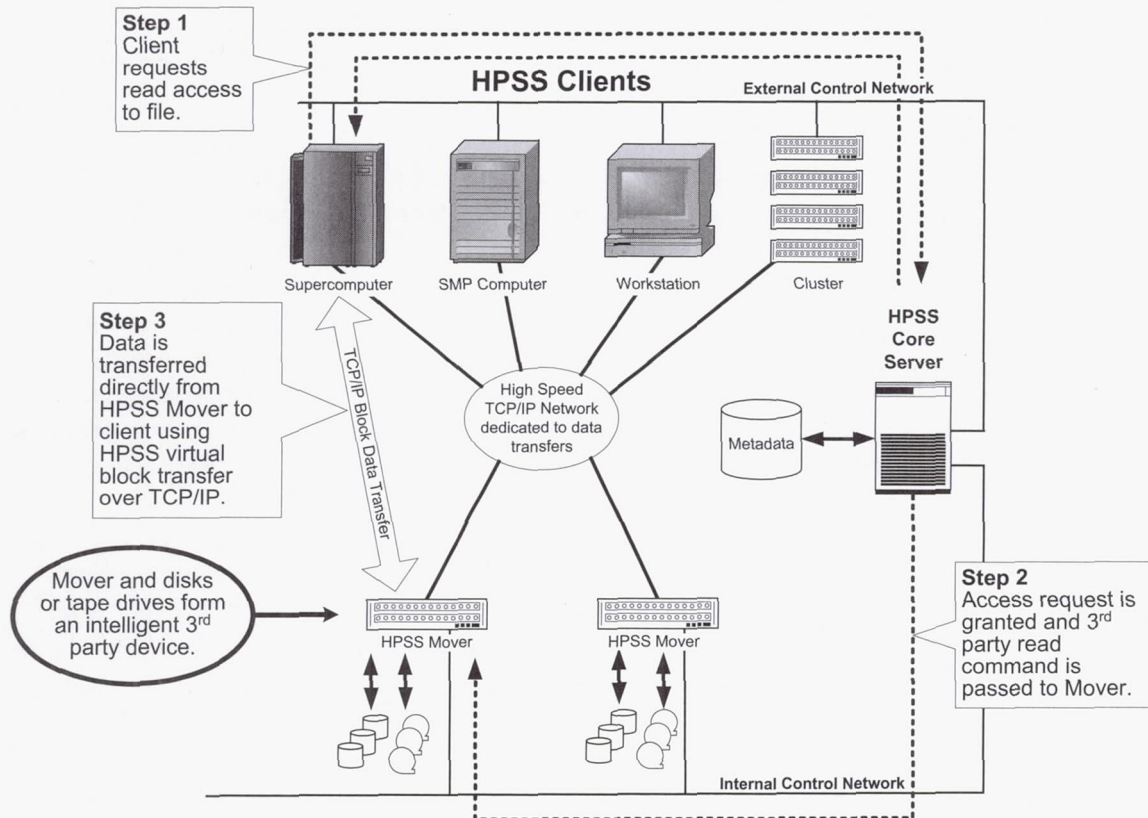 Step 1
Client
requests
read access
to file.
HPSS Clients
External Control Network
Supercomputer
SMP Computer
Workstation
Cluster
HPSS
Core
Server
Step 3
Data is
transferred
directly from
HPSS Mover to
client using
HPSS virtual
block transfer
over TCP/IP.
TCP/IP Block Data Transfer
High Speed
TCP/IP Network
dedicated to data
transfers
Metadata
Mover and disks
or tape drives form
an intelligent 3rd
party device.
HPSS Mover
HPSS Mover
Step 2
Access request is
granted and 3rd
party read
command is
passed to Mover.
Internal Control Network